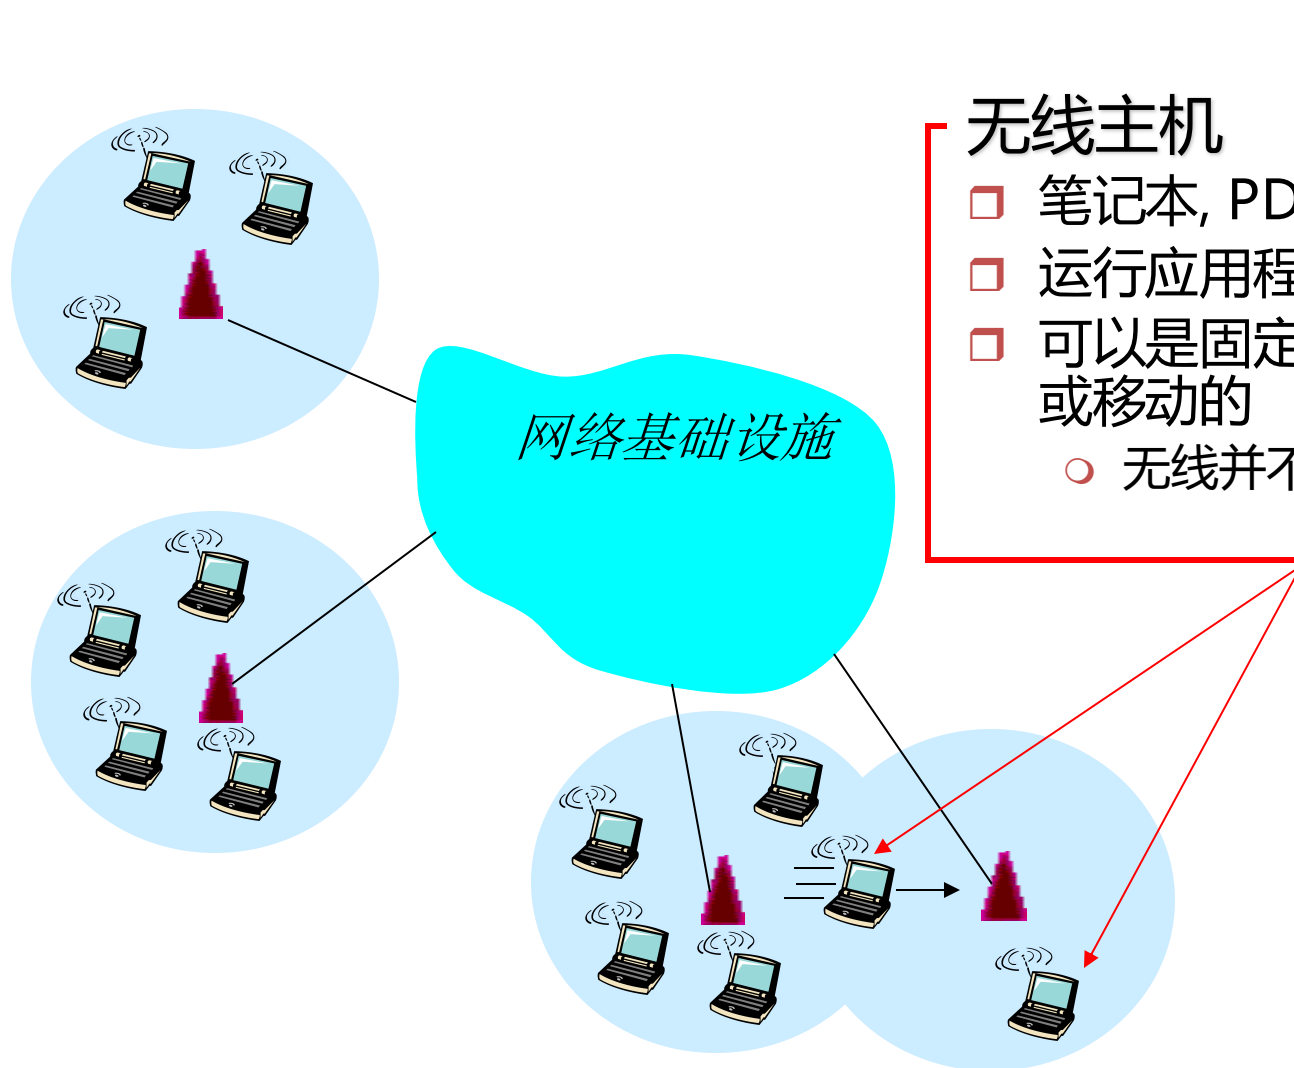 无线主机
笔记本, PD
运行应用程
可以是固定
或移动的
无线并不
网络基础设施